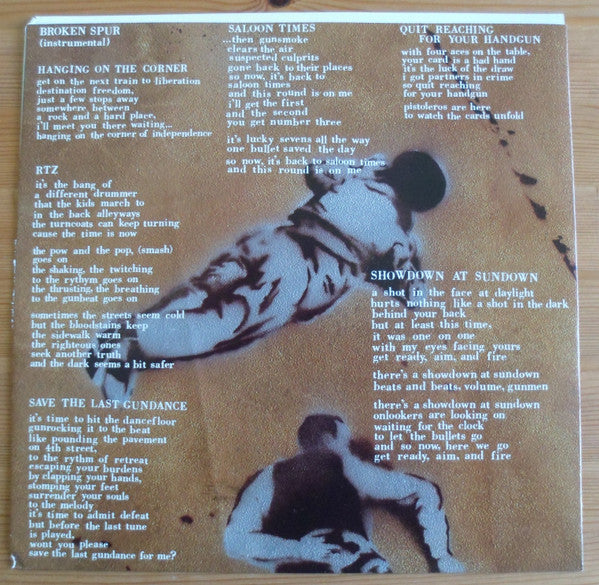 BROKEN SPUR
(instrumental)
HANGING ON THE CORNER
get on the next train to liberation
destination freedom,
just a few stops away
somewhere between
a rock and a hard place,
i'll meet you there waiting...
hanging on the corner of independence
RTZ
it's the bang of
a different drummer
that the kids march to
in the back alleyways
the turncoats can keep turning
cause the time is now
the pow and the pop, (smash)
goes on
the shaking, the twitching
to the rythym goes on
the thrusting, the breathing
to the gunbeat goes on
sometimes the streets seem cold
but the bloodstains keep
the sidewalk warm
the righteous ones
seek another truth
and the dark seems a bit safer
SAVE THE LAST GUNDANCE
it's time to hit the dancefloor
gunrocking it to the beat
like pounding the pavement
on 4th street,
to the rythm of retreat
escaping your burdens
by clapping your hands,
stomping your feet
surrender your souls
to the melody
it's time to admit defeat
but before the last tune
is played,
wont you please
save the last gundance for me?
SALOON TIMES
...then gunsmoke
clears the air
suspected culprits
gone back to their places
so now, it's back to
saloon times
and this round is on me
i'll get the first
and the second
you get number three
it's lucky sevens all the way
one bullet saved the day
so now, it's back to saloon times
and this round is on me
QUIT REACHING
FOR YOUR HANDGUN
with four aces on the table,
your card is a bad hand
it's the luck of the draw
i got partners in crime
so quit reaching
for your handgun
pistoleros are here
to watch the cards unfold
SHOWDOWN AT SUNDOWN
a shot in the face at daylight
hurts nothing like a shot in the dark
behind your back
but at least this time,
it was one on one
with my eyes facing yours
get ready, aim, and fire
there's a showdown at sundown
beats and beats, volume, gunmen
there's a showdown at sundown
onlookers are looking on
waiting for the clock
to let the bullets go
and so now, here we go
get ready, aim, and fire